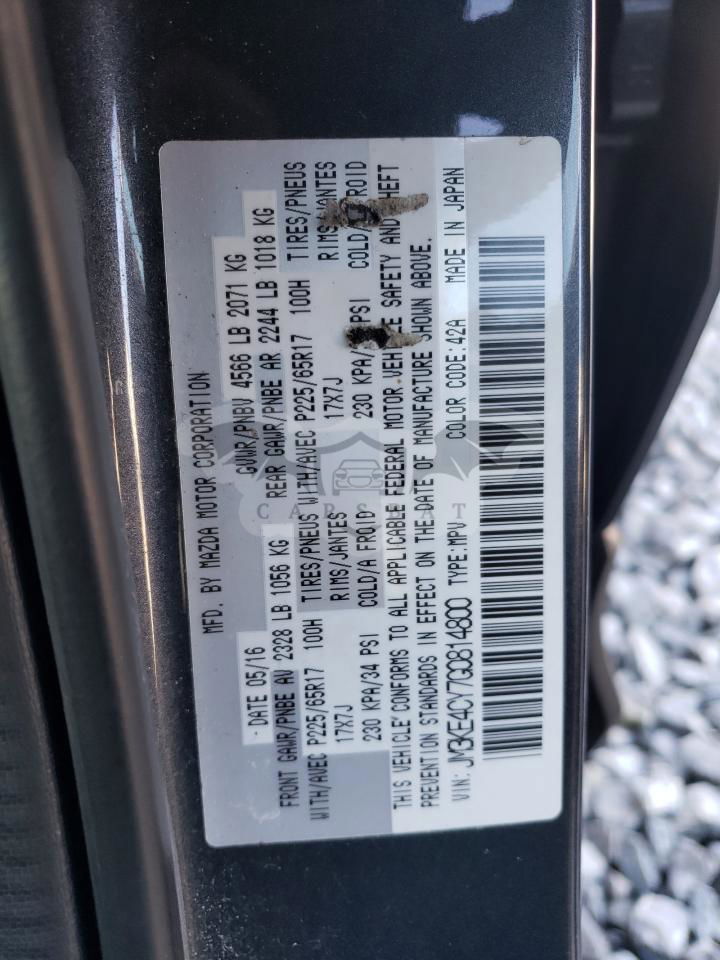 MFD. BY MAZDA MOTOR CORPORATION
DATE 05/16 GVWR/PNBV 4566 LB 2071 KG
FRONT GAWR/PNBE AV 2328 LB 1056 KG REAR GAWR/PNBE AR 2244 LB 1018 KG
WITH/AVEC P225/65R17 100H TIRES/PNEUS WITH/AVEC P225/65R17 100H TIRES/PNEUS
17X7J RIMS/JANTES 17X7J RIMS/JANTES
230 KPA/34 PSI COLD/A FROID 230 KPA/ PSI COLD/A FROID
THIS VEHICLE CONFORMS TO ALL APPLICABLE FEDERAL MOTOR VEHICLE SAFETY AND THEFT
PREVENTION STANDARDS IN EFFECT ON THE DATE OF MANUFACTURE SHOWN ABOVE.
VIN: JM3KE4CY7G0814800 TYPE:MPV COLOR CODE:42A MADE IN JAPAN